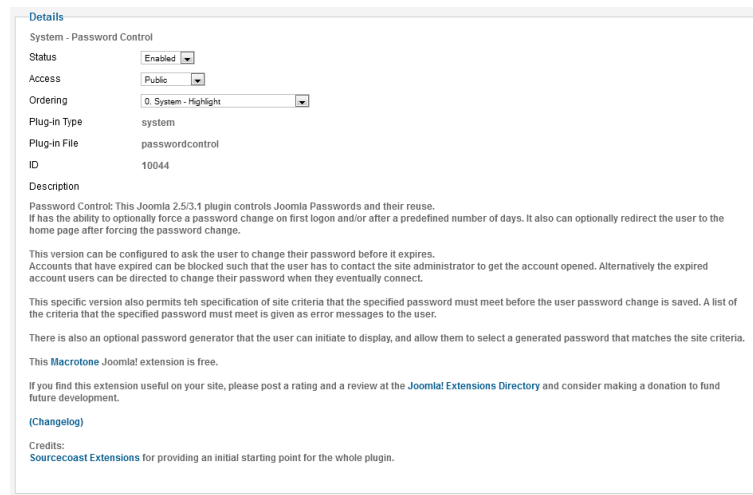 Details
System - Password Control
Status Enabled
Access Public
Ordering 0. System - Highlight
Plug-in Type system
Plug-in File passwordcontrol
ID 10044
Description
Password Control: This Joomla 2.5/3.1 plugin controls Joomla Passwords and their reuse.
If has the ability to optionally force a password change on first logon and/or after a predefined number of days. It also can optionally redirect the user to the
home page after forcing the password change.
This version can be configured to ask the user to change their password before it expires.
Accounts that have expired can be blocked such that the user has to contact the site administrator to get the account opened. Alternatively the expired
account users can be directed to change their password when they eventually connect.
This specific version also permits teh specification of site criteria that the specified password must meet before the user password change is saved. A list of
the criteria that the specified password must meet is given as error messages to the user.
There is also an optional password generator that the user can initiate to display, and allow them to select a generated password that matches the site criteria.
This Macrotone Joomla! extension is free.
If you find this extension useful on your site, please post a rating and a review at the Joomla! Extensions Directory and consider making a donation to fund
future development.
(Changelog)
Credits:
Sourcecoast Extensions for providing an initial starting point for the whole plugin.